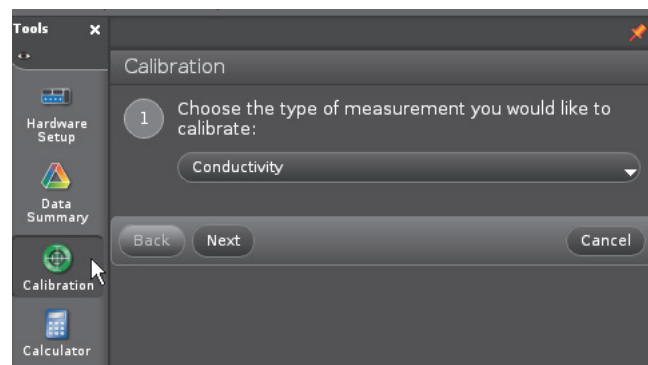 Tools x
Calibration
1
Choose the type of measurement you would like to
calibrate:
Conductivity
Back Next Cancel
Hardware
Setup
Data
Summary
Calibration
Calculator